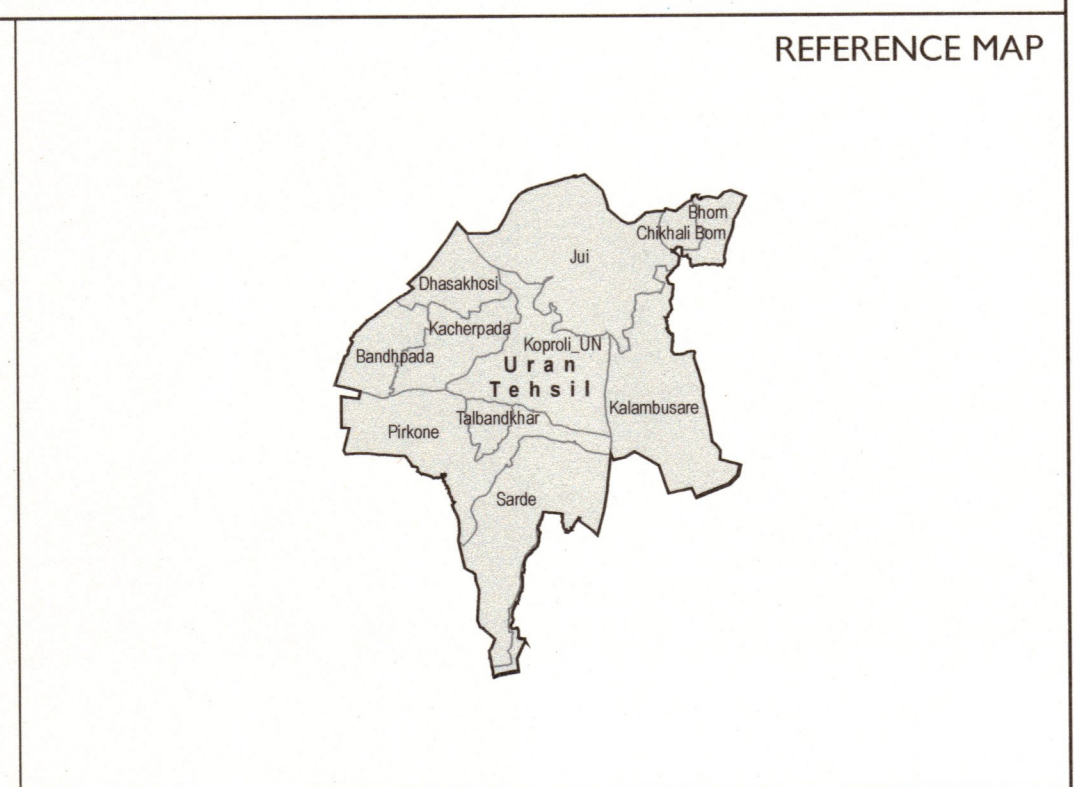 REFERENCE MAP
Bhom
Chikhali Bom
Jui
Dhasakhosi
Kacherpada
Koproli_UN
Bandhpada
Uran
Tehsil
Kalambusare
Talbandkhar
Pirkone
Sarde